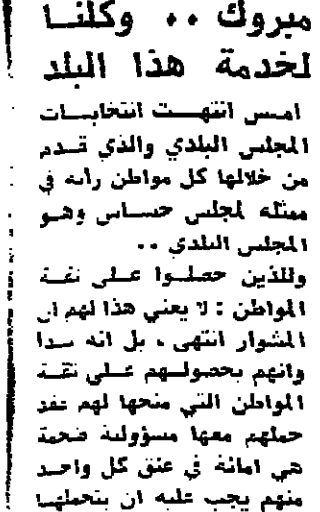 مبروك .. وكلنا
لخدمة هذا البلد
امس انتهت انتخابات
المجلس البلدي والذي قدم
من خلالها كل مواطن رأيه في
ممثله لمجلس حساس وهو
المجلس البلدي ..
وللذين حصلوا على ثقة
المواطن : لا يعني هذا لهم ان
المشوار انتهى ، بل انه بدأ
وانهم بحصولهم على ثقة
المواطن التي منحها لهم فقد
حملهم معها مسؤولية ضخمة
هي امانة في عنق كل واحد
منهم يجب عليه ان يتحملها